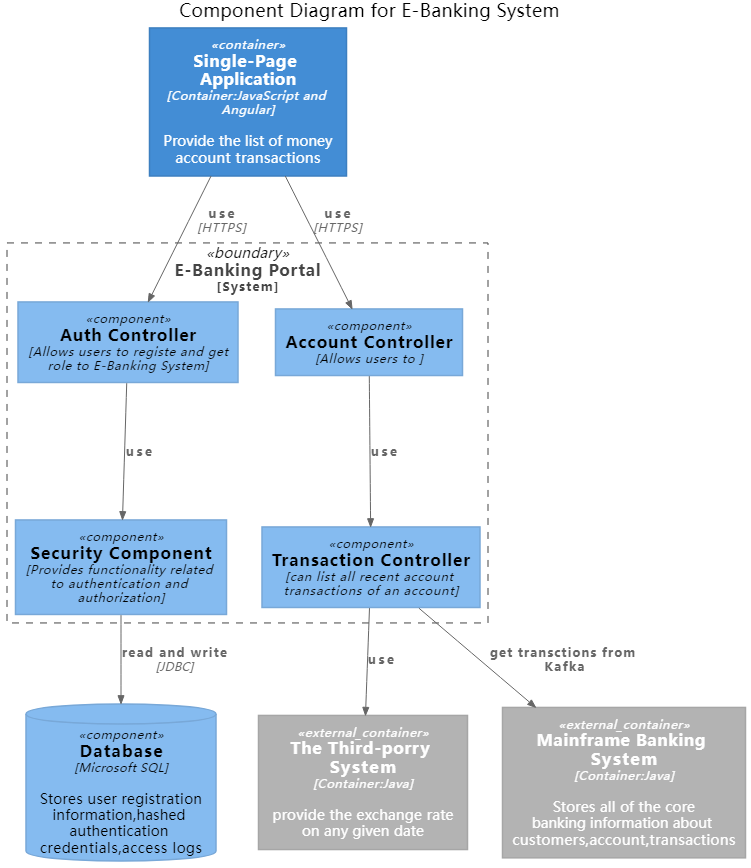 Component Diagram for E-Banking System
«container»
Single-Page
Application
[Container:JavaScript and
Angular]
Provide the list of money
account transactions
use
[HTTPS]
use
[HTTPS]
«boundary»
E-Banking Portal
[System]
«component»
Auth Controller
[Allows users to registe and get
role to E-Banking System]
«component»
Account Controller
[Allows users to ]
use
use
«component»
Security Component
[Provides functionality related
to authentication and
authorization]
«component»
Transaction Controller
[can list all recent account
transactions of an account]
read and write
[JDBC]
use
get transctions from
Kafka
«component»
Database
[Microsoft SQL]
Stores user registration
information,hashed
authentication
credentials,access logs
«external_container»
The Third-porry
System
[Container:Java]
provide the exchange rate
on any given date
«external_container»
Mainframe Banking
System
[Container:Java]
Stores all of the core
banking information about
customers,account,transactions